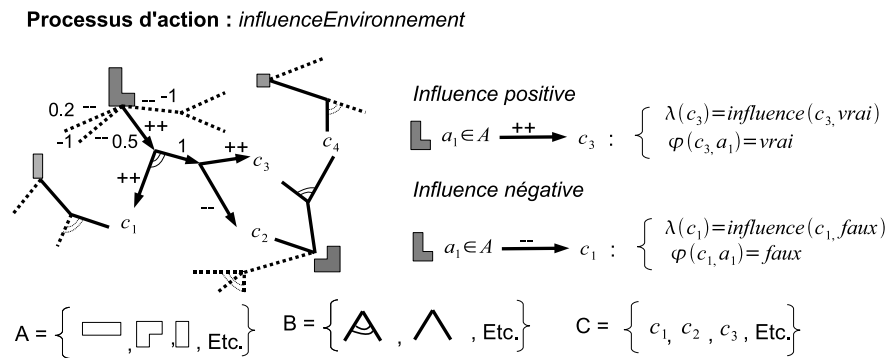 Processus d'action : influenceEnvironnement
0.2 -- -- -1
-1 -- ++
0.5 1 ++ c₃
++ --
c₁ c₂ c₄
Influence positive
a₁∈A ++ c₃ : { λ(c₃)=influence(c₃,vrai)
φ(c₃,a₁)=vrai
Influence négative
a₁∈A -- c₁ : { λ(c₁)=influence(c₁,faux)
φ(c₁,a₁)=faux
A = { , , , Etc.} B = { , , Etc.} C = { c₁, c₂ , c₃ , Etc.}